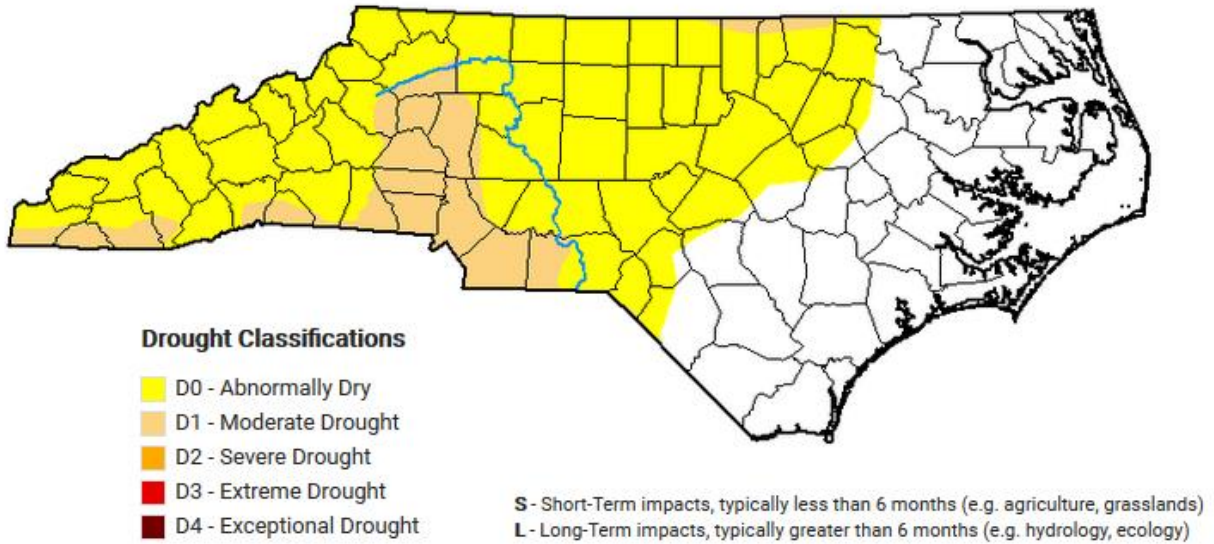 Drought Classifications
D0 - Abnormally Dry
D1 - Moderate Drought
D2 - Severe Drought
D3 - Extreme Drought
D4 - Exceptional Drought
S - Short-Term impacts, typically less than 6 months (e.g. agriculture, grasslands)
L - Long-Term impacts, typically greater than 6 months (e.g. hydrology, ecology)